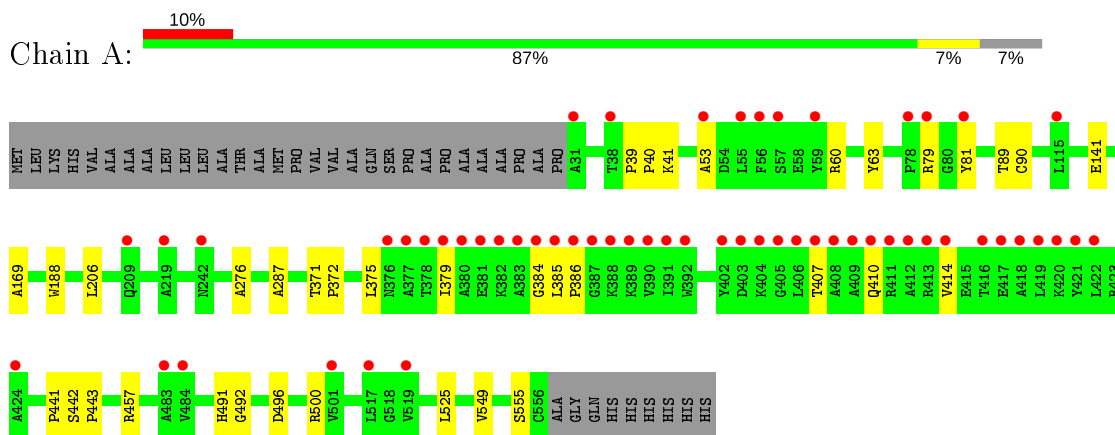 10%
Chain A:
87% 7% 7%
MET LEU LYS HIS VAL ALA ALA ALA LEU LEU LEU ALA THR ALA MET PRO VAL VAL ALA GLN SER PRO ALA PRO ALA ALA ALA PRO ALA PRO A31 T38 P39 P40 K41 A53 D54 L55 F56 S57 E58 Y59 R60 Y63 P78 R79 G80 Y81 T89 C90 L115 E141
A169 W188 L206 Q209 A219 N242 A276 A287 T371 P372 L375 N376 A377 T378 I379 A380 E381 K382 A383 G384 L385 P386 G387 K388 K389 V390 I391 W392 Y402 D403 K404 G405 L406 T407 A408 A409 Q410 R411 A412 R413 V414 E415 T416 E417 A418 L419 K420 Y421 L422
A424 P441 S442 P443 R457 A483 V484 H491 G492 D496 R500 V501 L517 G518 V519 L525 V549 S555 C556 ALA GLY GLN HIS HIS HIS HIS HIS HIS